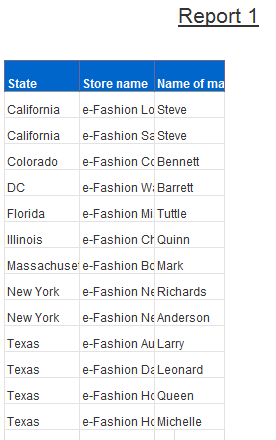 Report 1
State Store name Name of ma
California e-Fashion Lo Steve
California e-Fashion Sa Steve
Colorado e-Fashion Co Bennett
DC e-Fashion Wa Barrett
Florida e-Fashion Mi Tuttle
Illinois e-Fashion Ch Quinn
Massachuset e-Fashion Bo Mark
New York e-Fashion Ne Richards
New York e-Fashion Ne Anderson
Texas e-Fashion Au Larry
Texas e-Fashion Da Leonard
Texas e-Fashion Ho Queen
Texas e-Fashion Ho Michelle